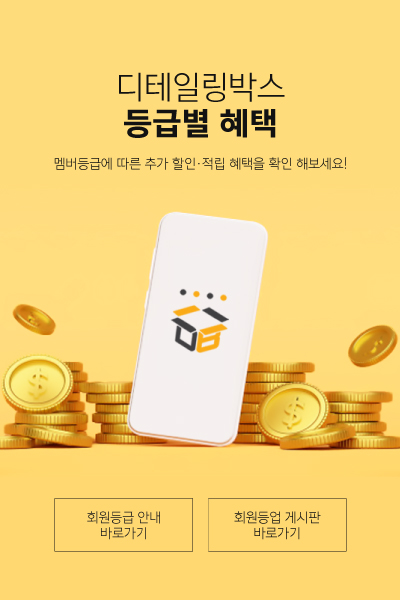 디테일링박스
등급별 혜택
멤버등급에 따른 추가 할인·적립 혜택을 확인 해보세요!
회원등급 안내
바로가기
회원등업 게시판
바로가기